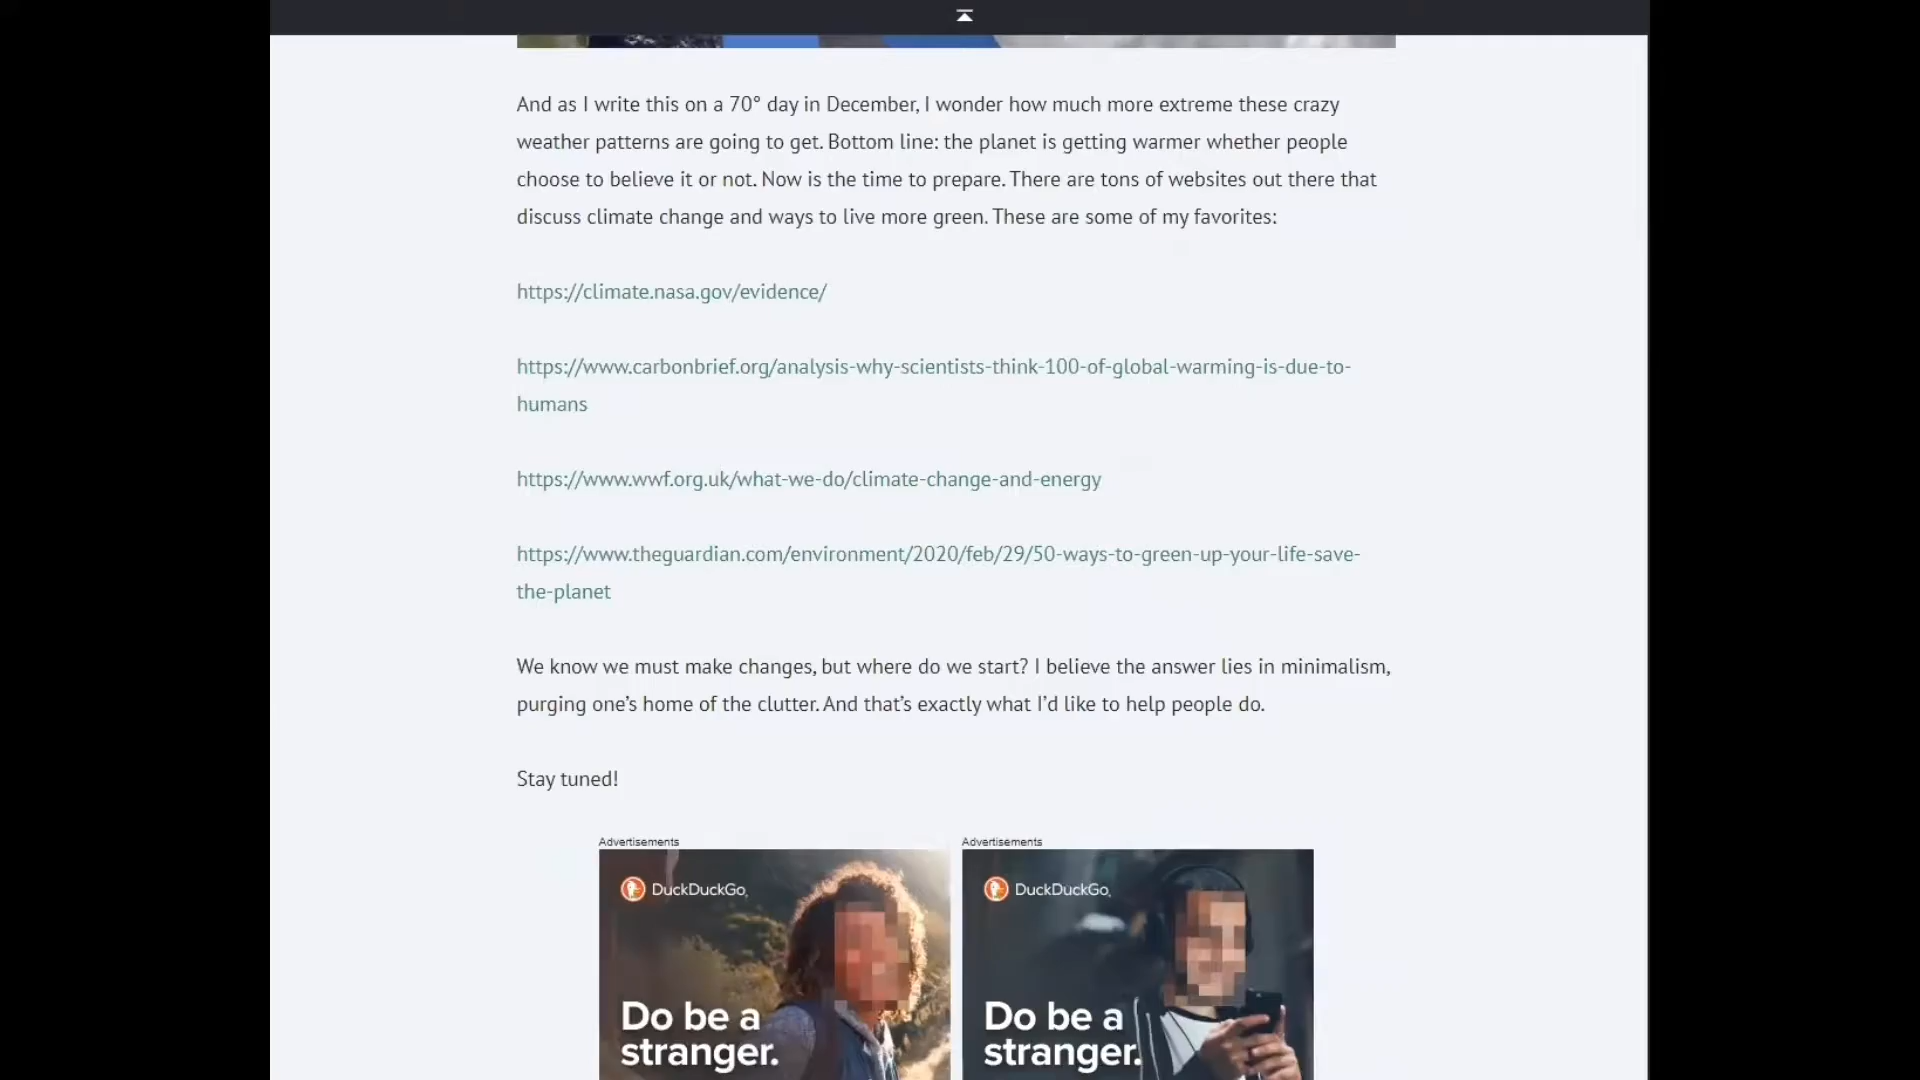 And as I write this on a 70° day in December, I wonder how much more extreme these crazy
weather patterns are going to get. Bottom line: the planet is getting warmer whether people
choose to believe it or not. Now is the time to prepare. There are tons of websites out there that
discuss climate change and ways to live more green. These are some of my favorites:
https://climate.nasa.gov/evidence/
https://www.carbonbrief.org/analysis-why-scientists-think-100-of-global-warming-is-due-to-
humans
https://www.wwf.org.uk/what-we-do/climate-change-and-energy
https://www.theguardian.com/environment/2020/feb/29/50-ways-to-green-up-your-life-save-
the-planet
We know we must make changes, but where do we start? I believe the answer lies in minimalism,
purging one’s home of the clutter. And that’s exactly what I’d like to help people do.
Stay tuned!
Advertisements
DuckDuckGo.
Do be a
stranger.
Advertisements
DuckDuckGo.
Do be a
stranger.